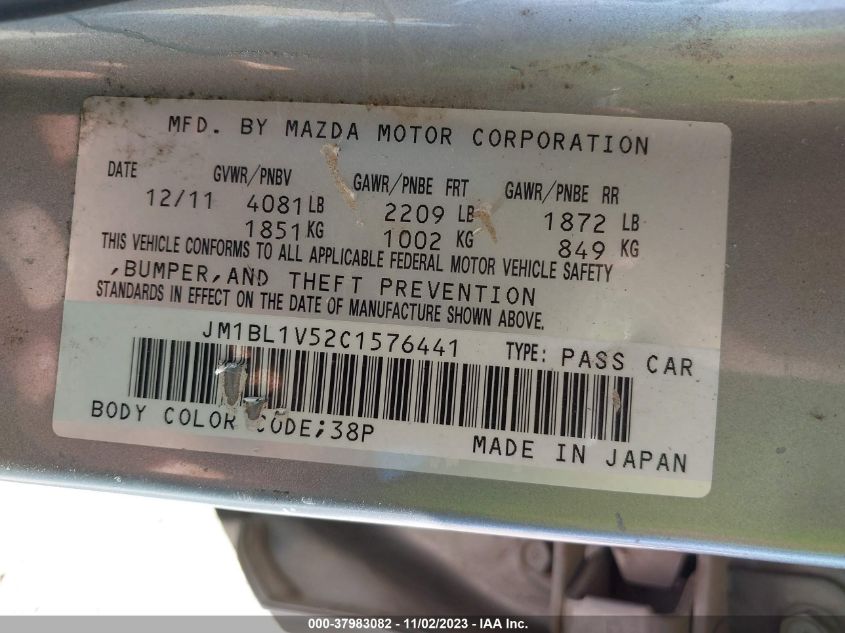 MFD. BY MAZDA MOTOR CORPORATION
DATE GVWR/PNBV GAWR/PNBE FRT GAWR/PNBE RR
12/11 4081 LB 2209 LB 1872 LB
1851 KG 1002 KG 849 KG
THIS VEHICLE CONFORMS TO ALL APPLICABLE FEDERAL MOTOR VEHICLE SAFETY
,BUMPER,AND THEFT PREVENTION
STANDARDS IN EFFECT ON THE DATE OF MANUFACTURE SHOWN ABOVE.
JM1BL1V52C1576441 TYPE: PASS CAR
BODY COLOR CODE;38P
MADE IN JAPAN
000-37983082 - 11/02/2023 - IAA Inc.